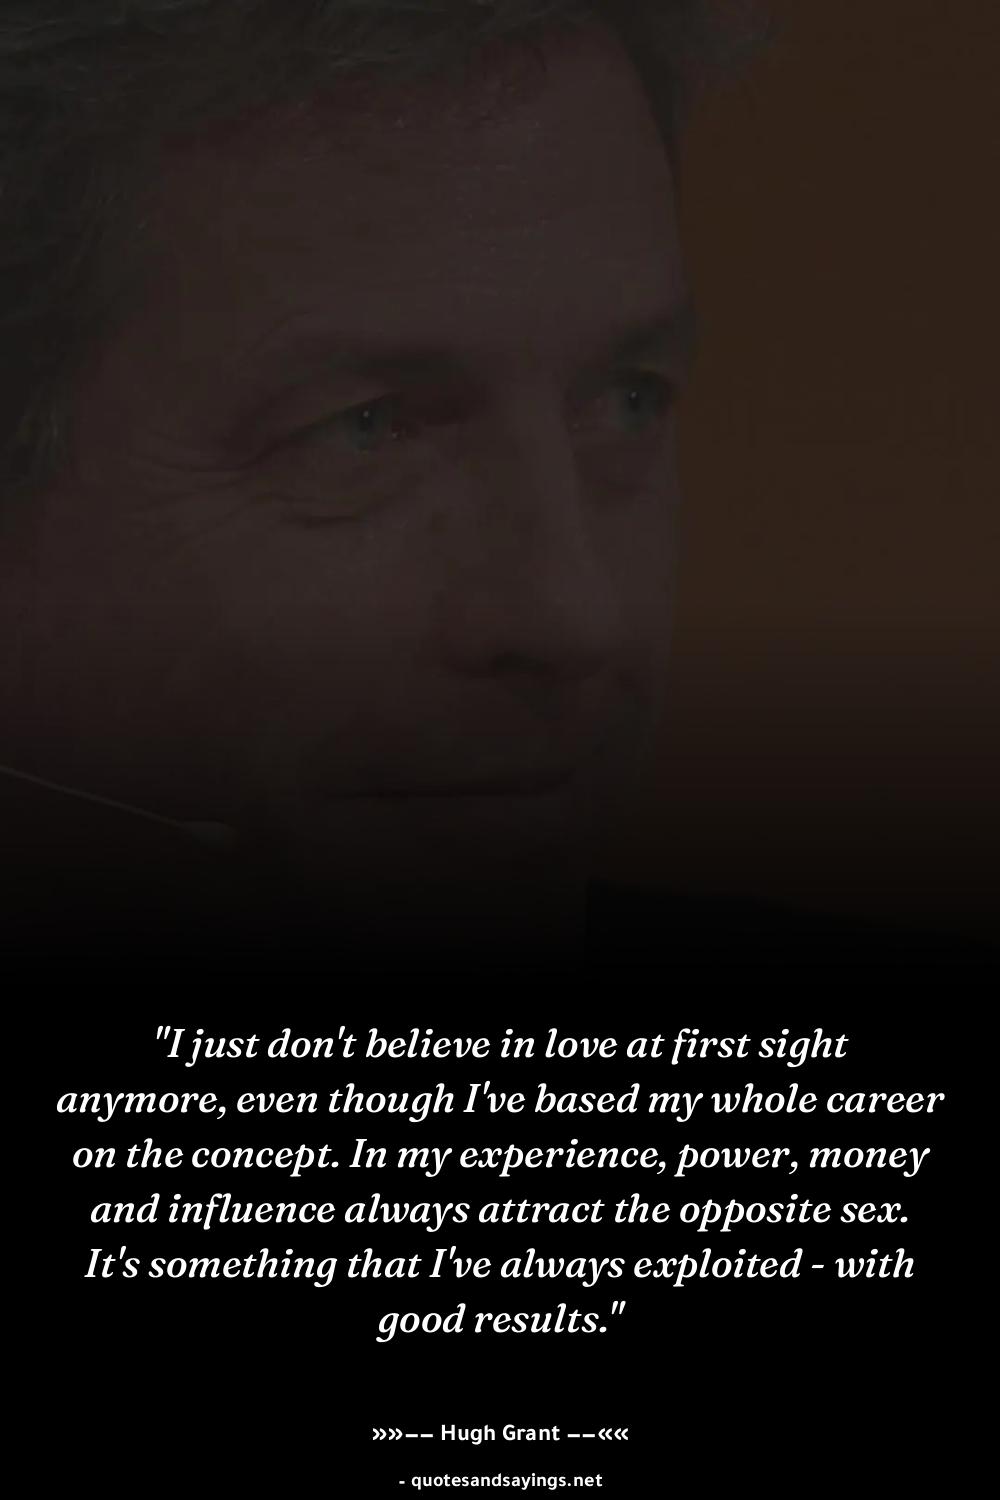 "I just don't believe in love at first sight
anymore, even though I've based my whole career
on the concept. In my experience, power, money
and influence always attract the opposite sex.
It's something that I've always exploited - with
good results."
»»−− Hugh Grant −−««
- quotesandsayings.net